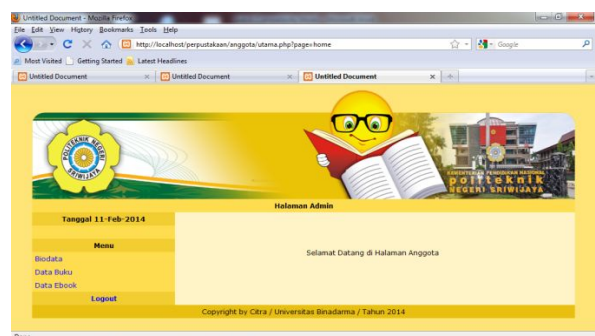 Untitled Document - Mozilla Firefox
File Edit View History Bookmarks Tools Help
http://localhost/perpustakaan/anggota/utama.php?page=home
Google
Most Visited Getting Started Latest Headlines
Untitled Document
Untitled Document
Untitled Document
POLITEKNIK NEGERI
SRIWIJAYA
KEMENTERIAN PENDIDIKAN NASIONAL
politeknik
NEGERI SRIWIJAYA
Halaman Admin
Tanggal 11-Feb-2014
Menu
Selamat Datang di Halaman Anggota
Biodata
Data Buku
Data Ebook
Logout
Copyright by Citra / Universitas Binadarma / Tahun 2014